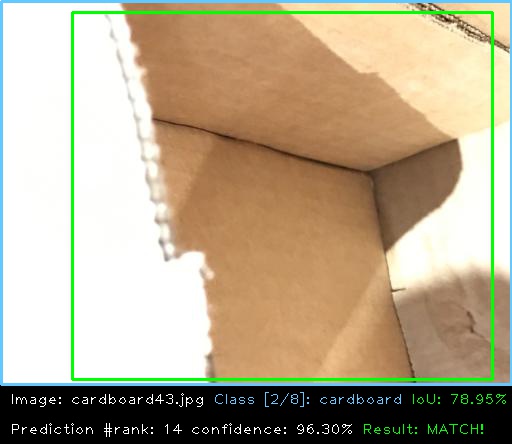 Image: cardboard43.jpg Class [2/8]: cardboard IoU: 78.95%
Prediction #rank: 14 confidence: 96.30% Result: MATCH!